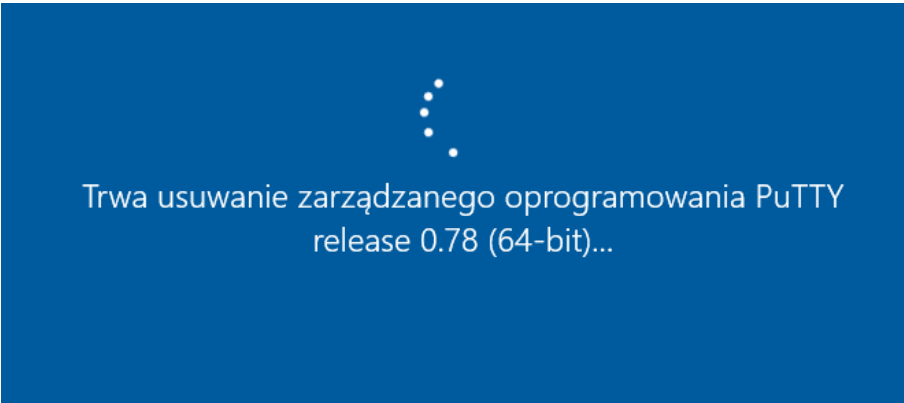 Trwa usuwanie zarządzanego oprogramowania PuTTY
release 0.78 (64-bit)...